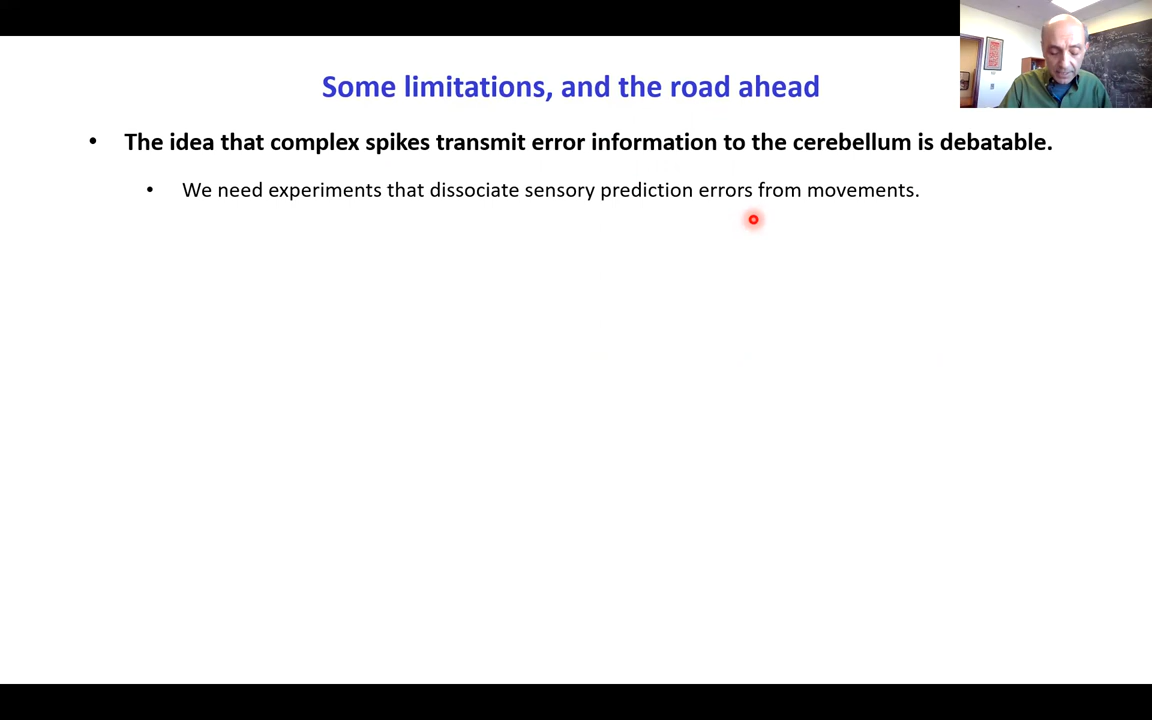 Some limitations, and the road ahead
• The idea that complex spikes transmit error information to the cerebellum is debatable.
• We need experiments that dissociate sensory prediction errors from movements.